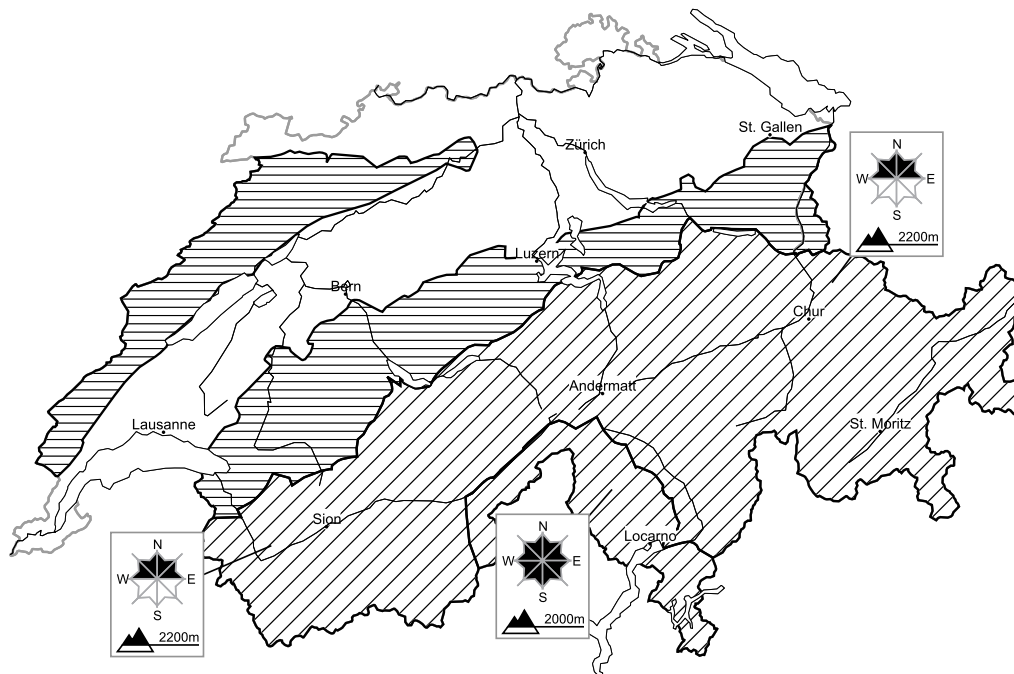 St. Gallen
Zürich
N
W E
S
2200m
Luzern
Bern
Chur
Andermatt
Lausanne
St. Moritz
Sion
Locarno
N
W E
S
2200m
N
W E
S
2000m